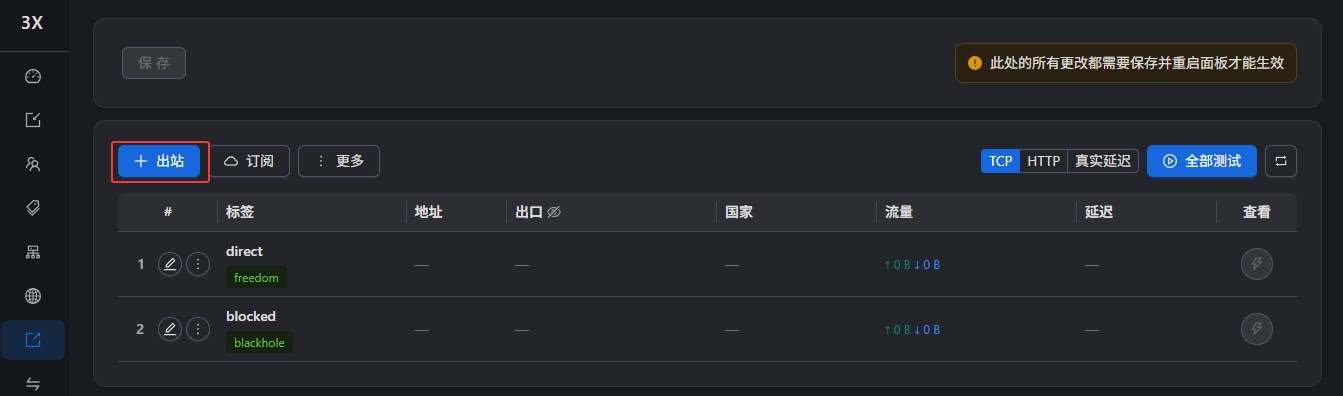 3X
保 存
此处的所有更改都需要保存并重启面板才能生效
出站 订阅 更多 TCP HTTP 真实延迟 全部测试
# 标签 地址 出口 国家 流量 延迟 查看
direct
1 — — — ↑0 B ↓0 B —
freedom
blocked
2 — — — ↑0 B ↓0 B —
blackhole